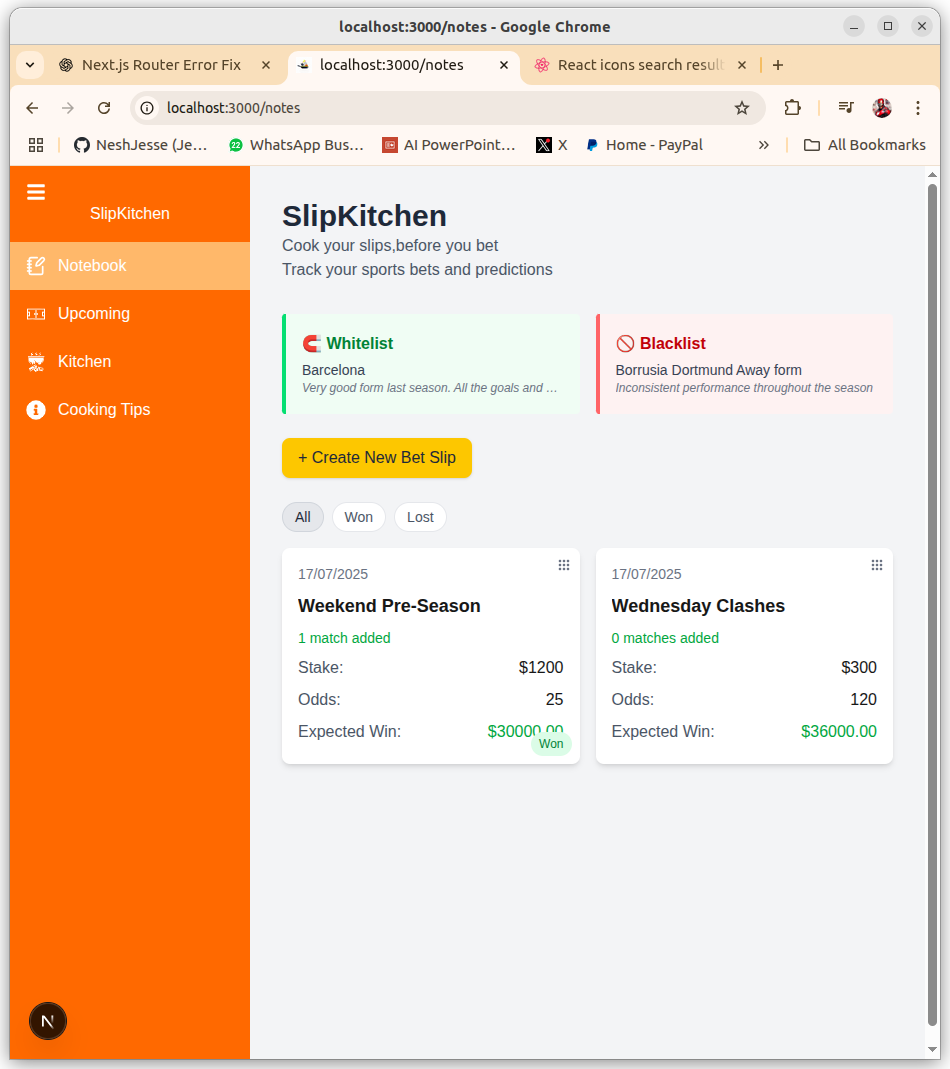 localhost:3000/notes - Google Chrome
Next.js Router Error Fix
localhost:3000/notes
React icons search result
localhost:3000/notes
NeshJesse (Je...
22
WhatsApp Bus...
AI PowerPoint...
X
Home - PayPal
All Bookmarks
SlipKitchen
Notebook
Upcoming
Kitchen
Cooking Tips
N
SlipKitchen
Cook your slips,before you bet
Track your sports bets and predictions
Whitelist
Barcelona
Very good form last season. All the goals and ...
Blacklist
Borrusia Dortmund Away form
Inconsistent performance throughout the season
+ Create New Bet Slip
All Won Lost
17/07/2025
Weekend Pre-Season
1 match added
Stake: $1200
Odds: 25
Expected Win: $30000.00
Won
17/07/2025
Wednesday Clashes
0 matches added
Stake: $300
Odds: 120
Expected Win: $36000.00